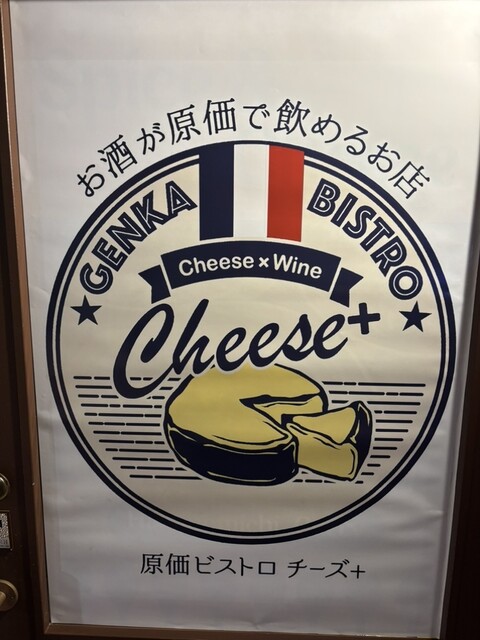 お酒が原価で飲めるお店
GENKA BISTRO
Cheese×Wine
Cheese+
原価ビストロ チーズ+